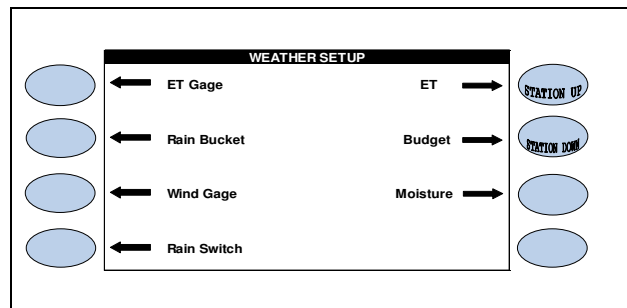 WEATHER SETUP
ET Gage ET STATION UP
Rain Bucket Budget STATION DOWN
Wind Gage Moisture
Rain Switch